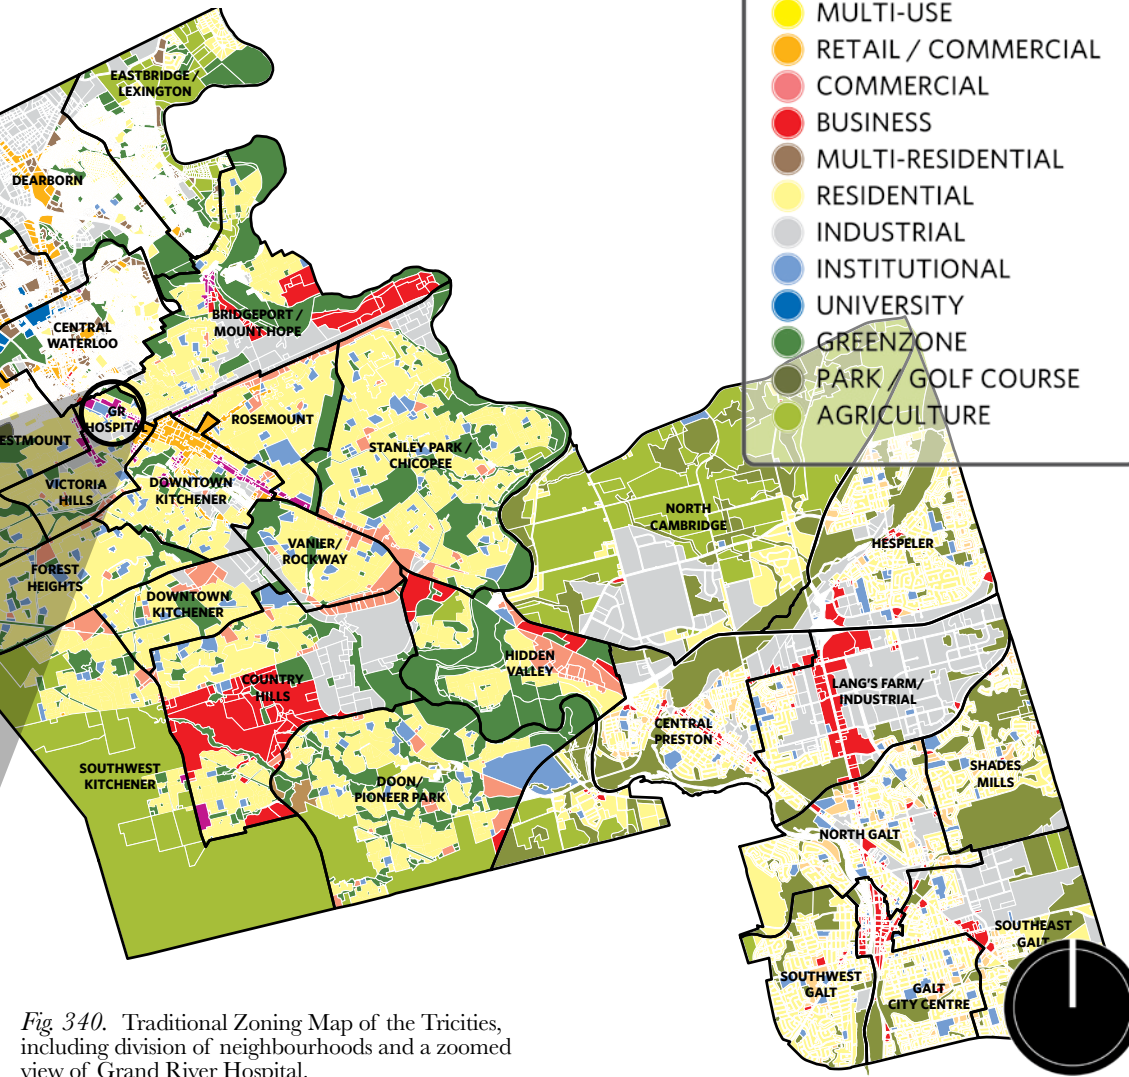 MULTI-USE
RETAIL / COMMERCIAL
COMMERCIAL
BUSINESS
MULTI-RESIDENTIAL
RESIDENTIAL
INDUSTRIAL
INSTITUTIONAL
UNIVERSITY
GREENZONE
PARK / GOLF COURSE
AGRICULTURE
EASTBRIDGE /
LEXINGTON
DEARBORN
CENTRAL
WATERLOO
BRIDGEPORT /
MOUNT HOPE
GR
HOSPITAL
ESTMOUNT
ROSEMOUNT
STANLEY PARK /
CHICOPEE
VICTORIA
HILLS
DOWNTOWN
KITCHENER
NORTH
CAMBRIDGE
HESPELER
VANIER/
ROCKWAY
FOREST
HEIGHTS
DOWNTOWN
KITCHENER
HIDDEN
VALLEY
COUNTRY
HILLS
LANG'S FARM/
INDUSTRIAL
CENTRAL
PRESTON
SOUTHWEST
KITCHENER
DOON/
PIONEER PARK
SHADES
MILLS
NORTH GALT
SOUTHEAST
GALT
SOUTHWEST
GALT
GALT
CITY CENTRE
Fig. 340. Traditional Zoning Map of the Tricities,
including division of neighbourhoods and a zoomed
view of Grand River Hospital.